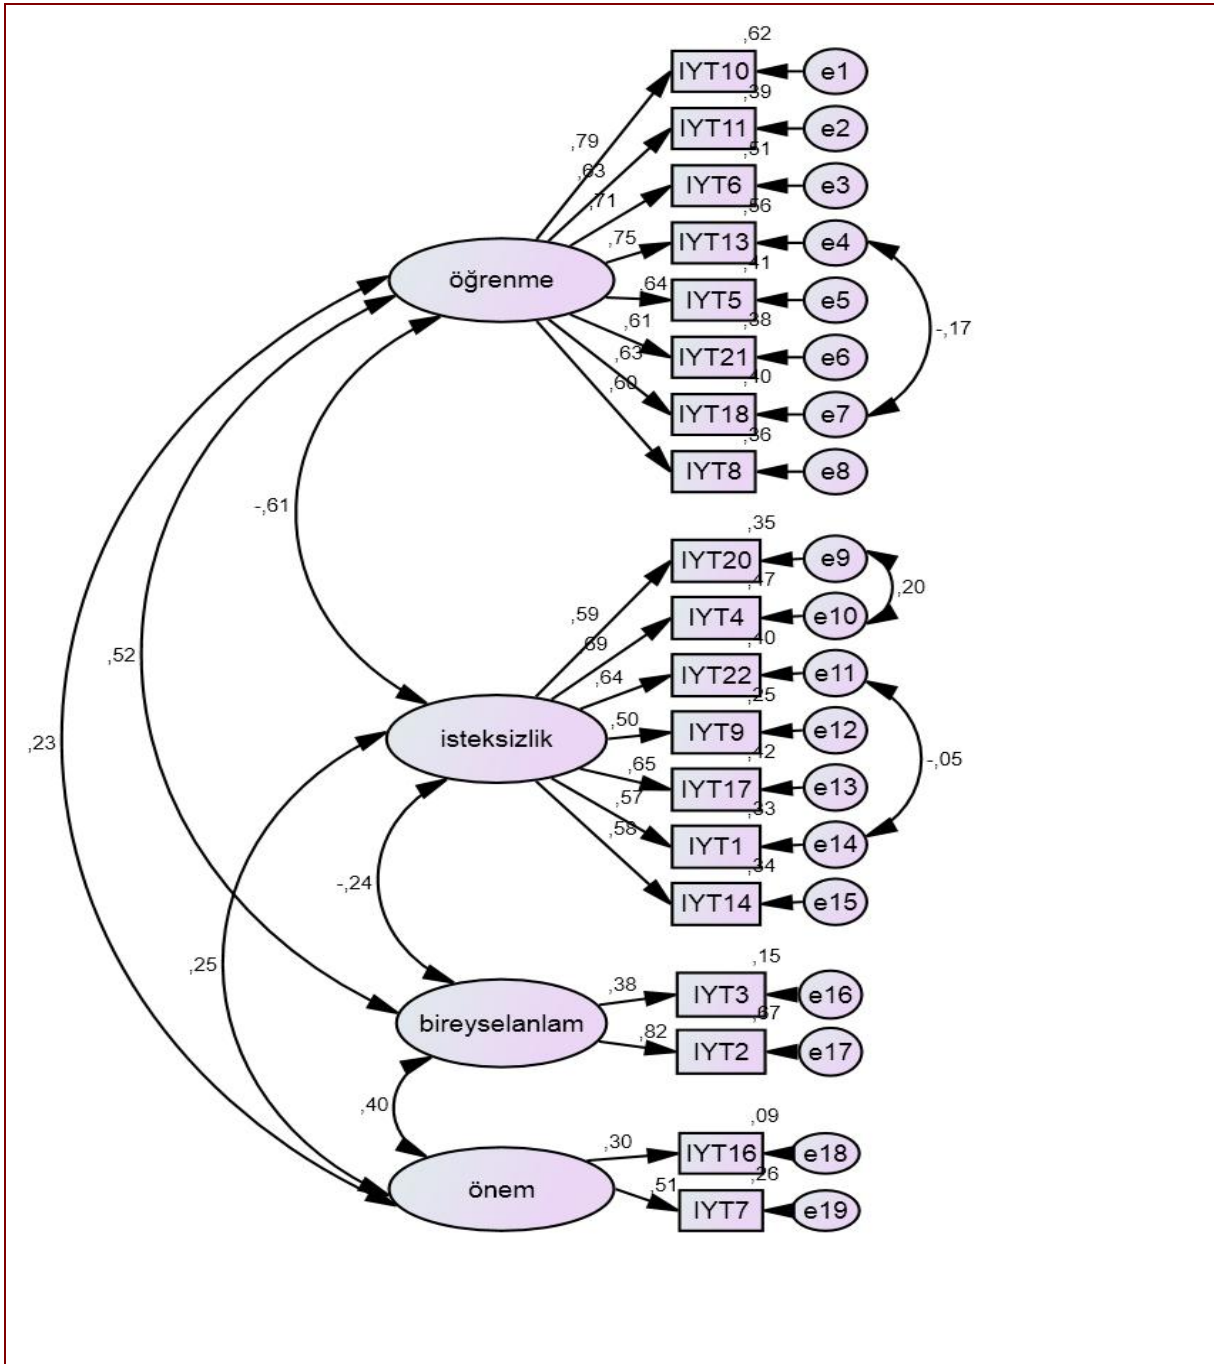 ,62
IYT10
e1
,79
,39
IYT11
e2
,63
,51
IYT6
e3
,71
,56
IYT13
e4
,75
,41
IYT5
e5
,64
,38
IYT21
e6
,61
,40
IYT18
e7
,63
,36
IYT8
e8
,60
öğrenme
-,17
-,61
,35
IYT20
e9
,59
,47
IYT4
e10
,69
,20
,40
IYT22
e11
,64
,25
IYT9
e12
,50
,42
IYT17
e13
,65
,33
IYT1
e14
,57
,34
IYT14
e15
,58
isteksizlik
-,05
,52
,23
-,24
,25
,15
IYT3
e16
,38
,67
IYT2
e17
,82
bireyselanlam
,40
,09
IYT16
e18
,30
,26
IYT7
e19
,51
önem